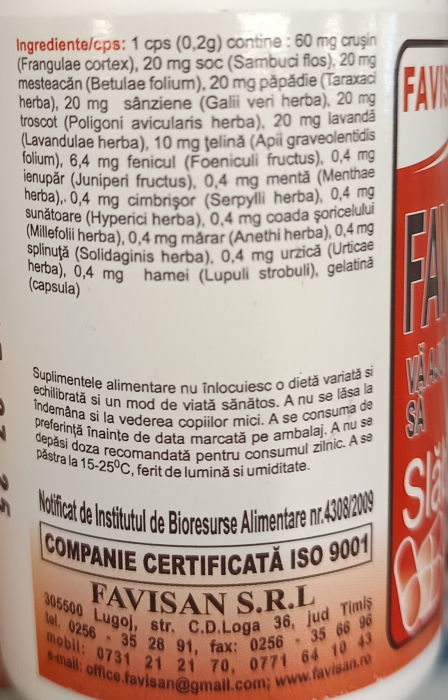 Ingrediente/cps: 1 cps (0,2g) contine : 60 mg crușin
(Frangulae cortex), 20 mg soc (Sambuci flos), 20 mg
mesteacăn (Betulae folium), 20 mg păpădie (Taraxaci
herba), 20 mg sânziene (Galii veri herba), 20 mg
troscot (Poligoni avicularis herba), 20 mg lavandă
(Lavandulae herba), 10 mg țelină (Apii graveolentidis
folium), 6,4 mg fenicul (Foeniculi fructus), 0,4 mg
ienupăr (Juniperi fructus), 0,4 mg mentă (Menthae
herba), 0,4 mg cimbrișor (Serpylli herba), 0,4 mg
sunătoare (Hyperici herba), 0,4 mg coada șoricelului
(Millefolii herba), 0,4 mg mărar (Anethi herba), 0,4 mg
splinuță (Solidaginis herba), 0,4 mg urzică (Urticae
herba), 0,4 mg hamei (Lupuli strobuli), gelatină
(capsula)
Suplimentele alimentare nu înlocuiesc o dietă variată si
echilibrată si un mod de viată sănătos. A nu se lăsa la
îndemâna si la vederea copiilor mici. A se consuma de
preferință înainte de data marcată pe ambalaj. A nu se
depăsi doza recomandată pentru consumul zilnic. A se
păstra la 15-25⁰C, ferit de lumină si umiditate.
Notificat de Institutul de Bioresurse Alimentare nr.4308/2009
COMPANIE CERTIFICATĂ ISO 9001
FAVISAN S.R.L
305500 Lugoj, str. C.D.Loga 36, jud Timiș
tel. 0256 - 35 28 91, fax: 0256 - 35 66 96
mobil: 0731 21 21 70, 0771 64 10 43
e-mail: office.favisan@gmail.com; www.favisan.ro
FAVIS
FA
VĂ A
SĂ
Slă